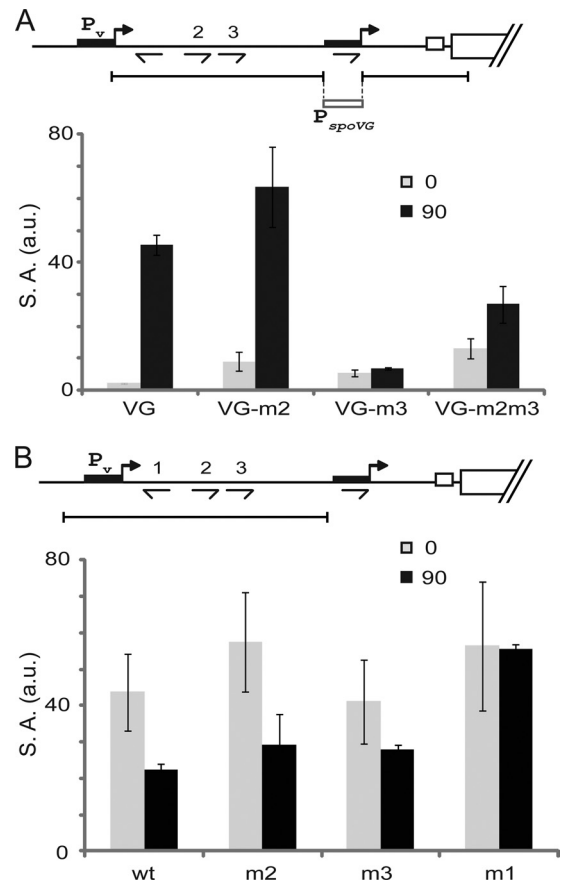 A
Pv
2 3
PspoVG
80
40
0
S. A. (a.u.)
0
90
VG VG-m2 VG-m3 VG-m2m3
B
Pv
1 2 3
80
40
0
S. A. (a.u.)
0
90
wt m2 m3 m1